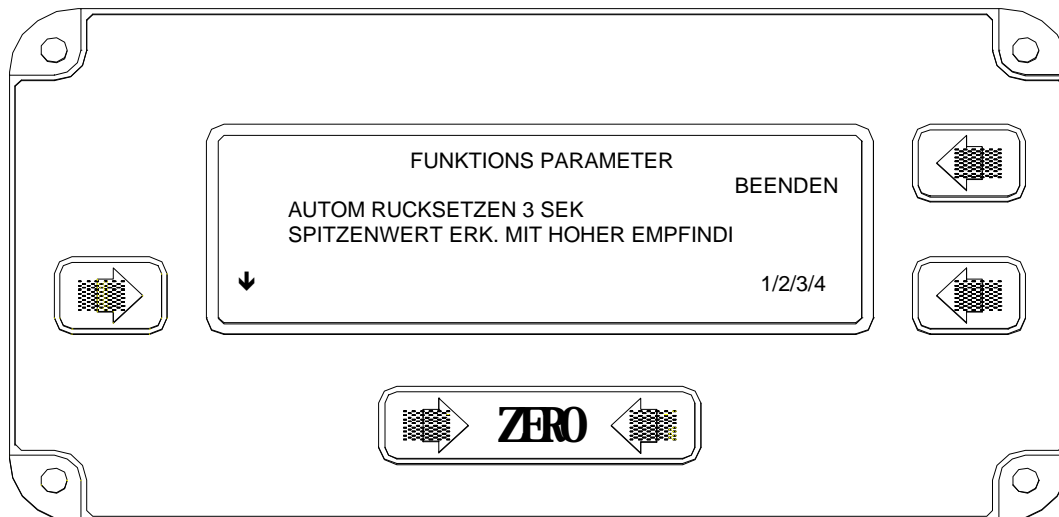 FUNKTIONS PARAMETER
BEENDEN
AUTOM RUCKSETZEN 3 SEK
SPITZENWERT ERK. MIT HOHER EMPFINDI
1/2/3/4
ZERO